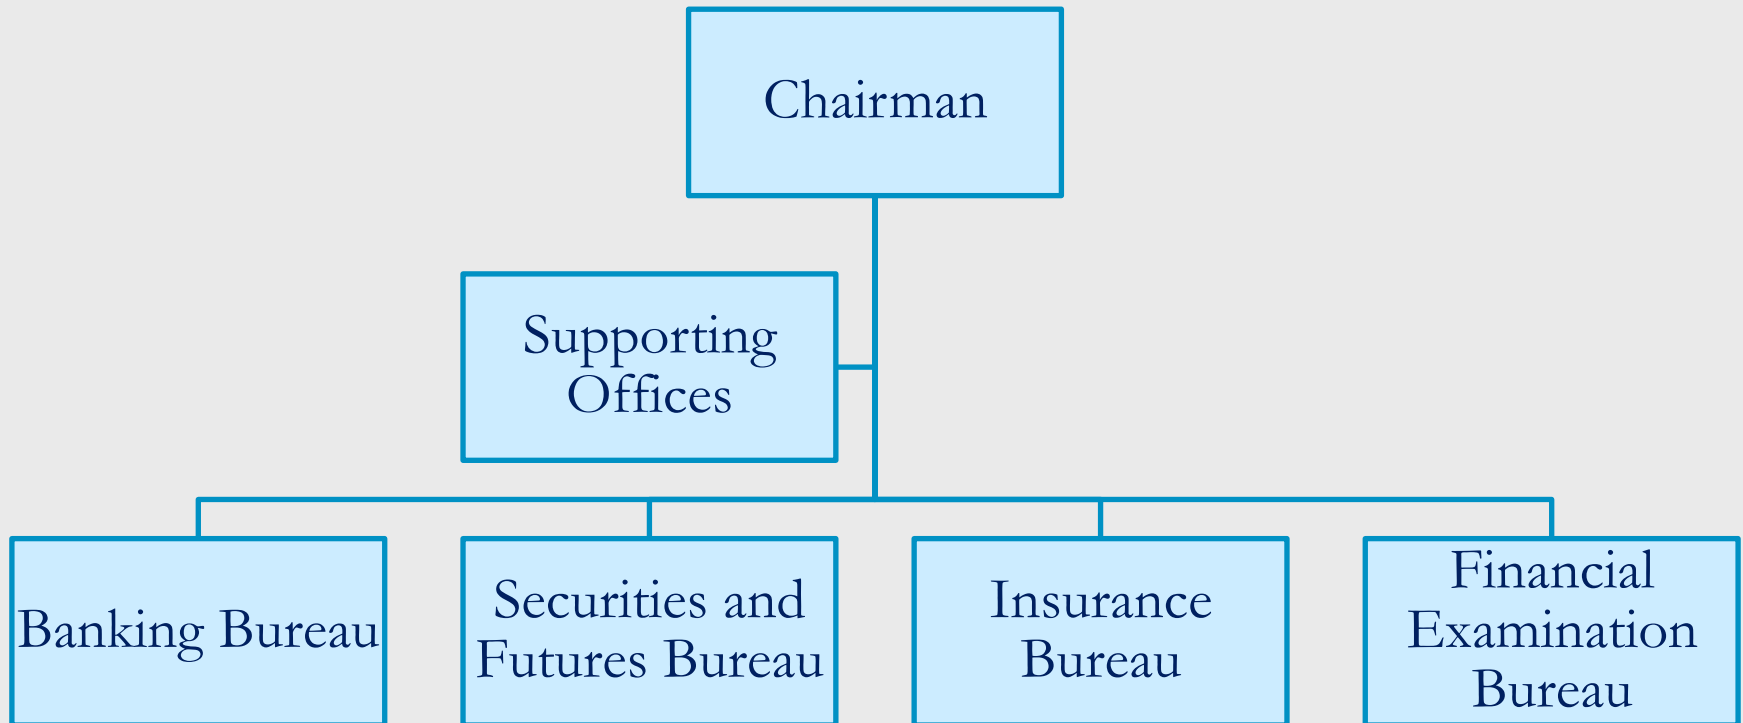 Chairman
Supporting
Offices
Banking Bureau
Securities and
Futures Bureau
Insurance
Bureau
Financial
Examination
Bureau